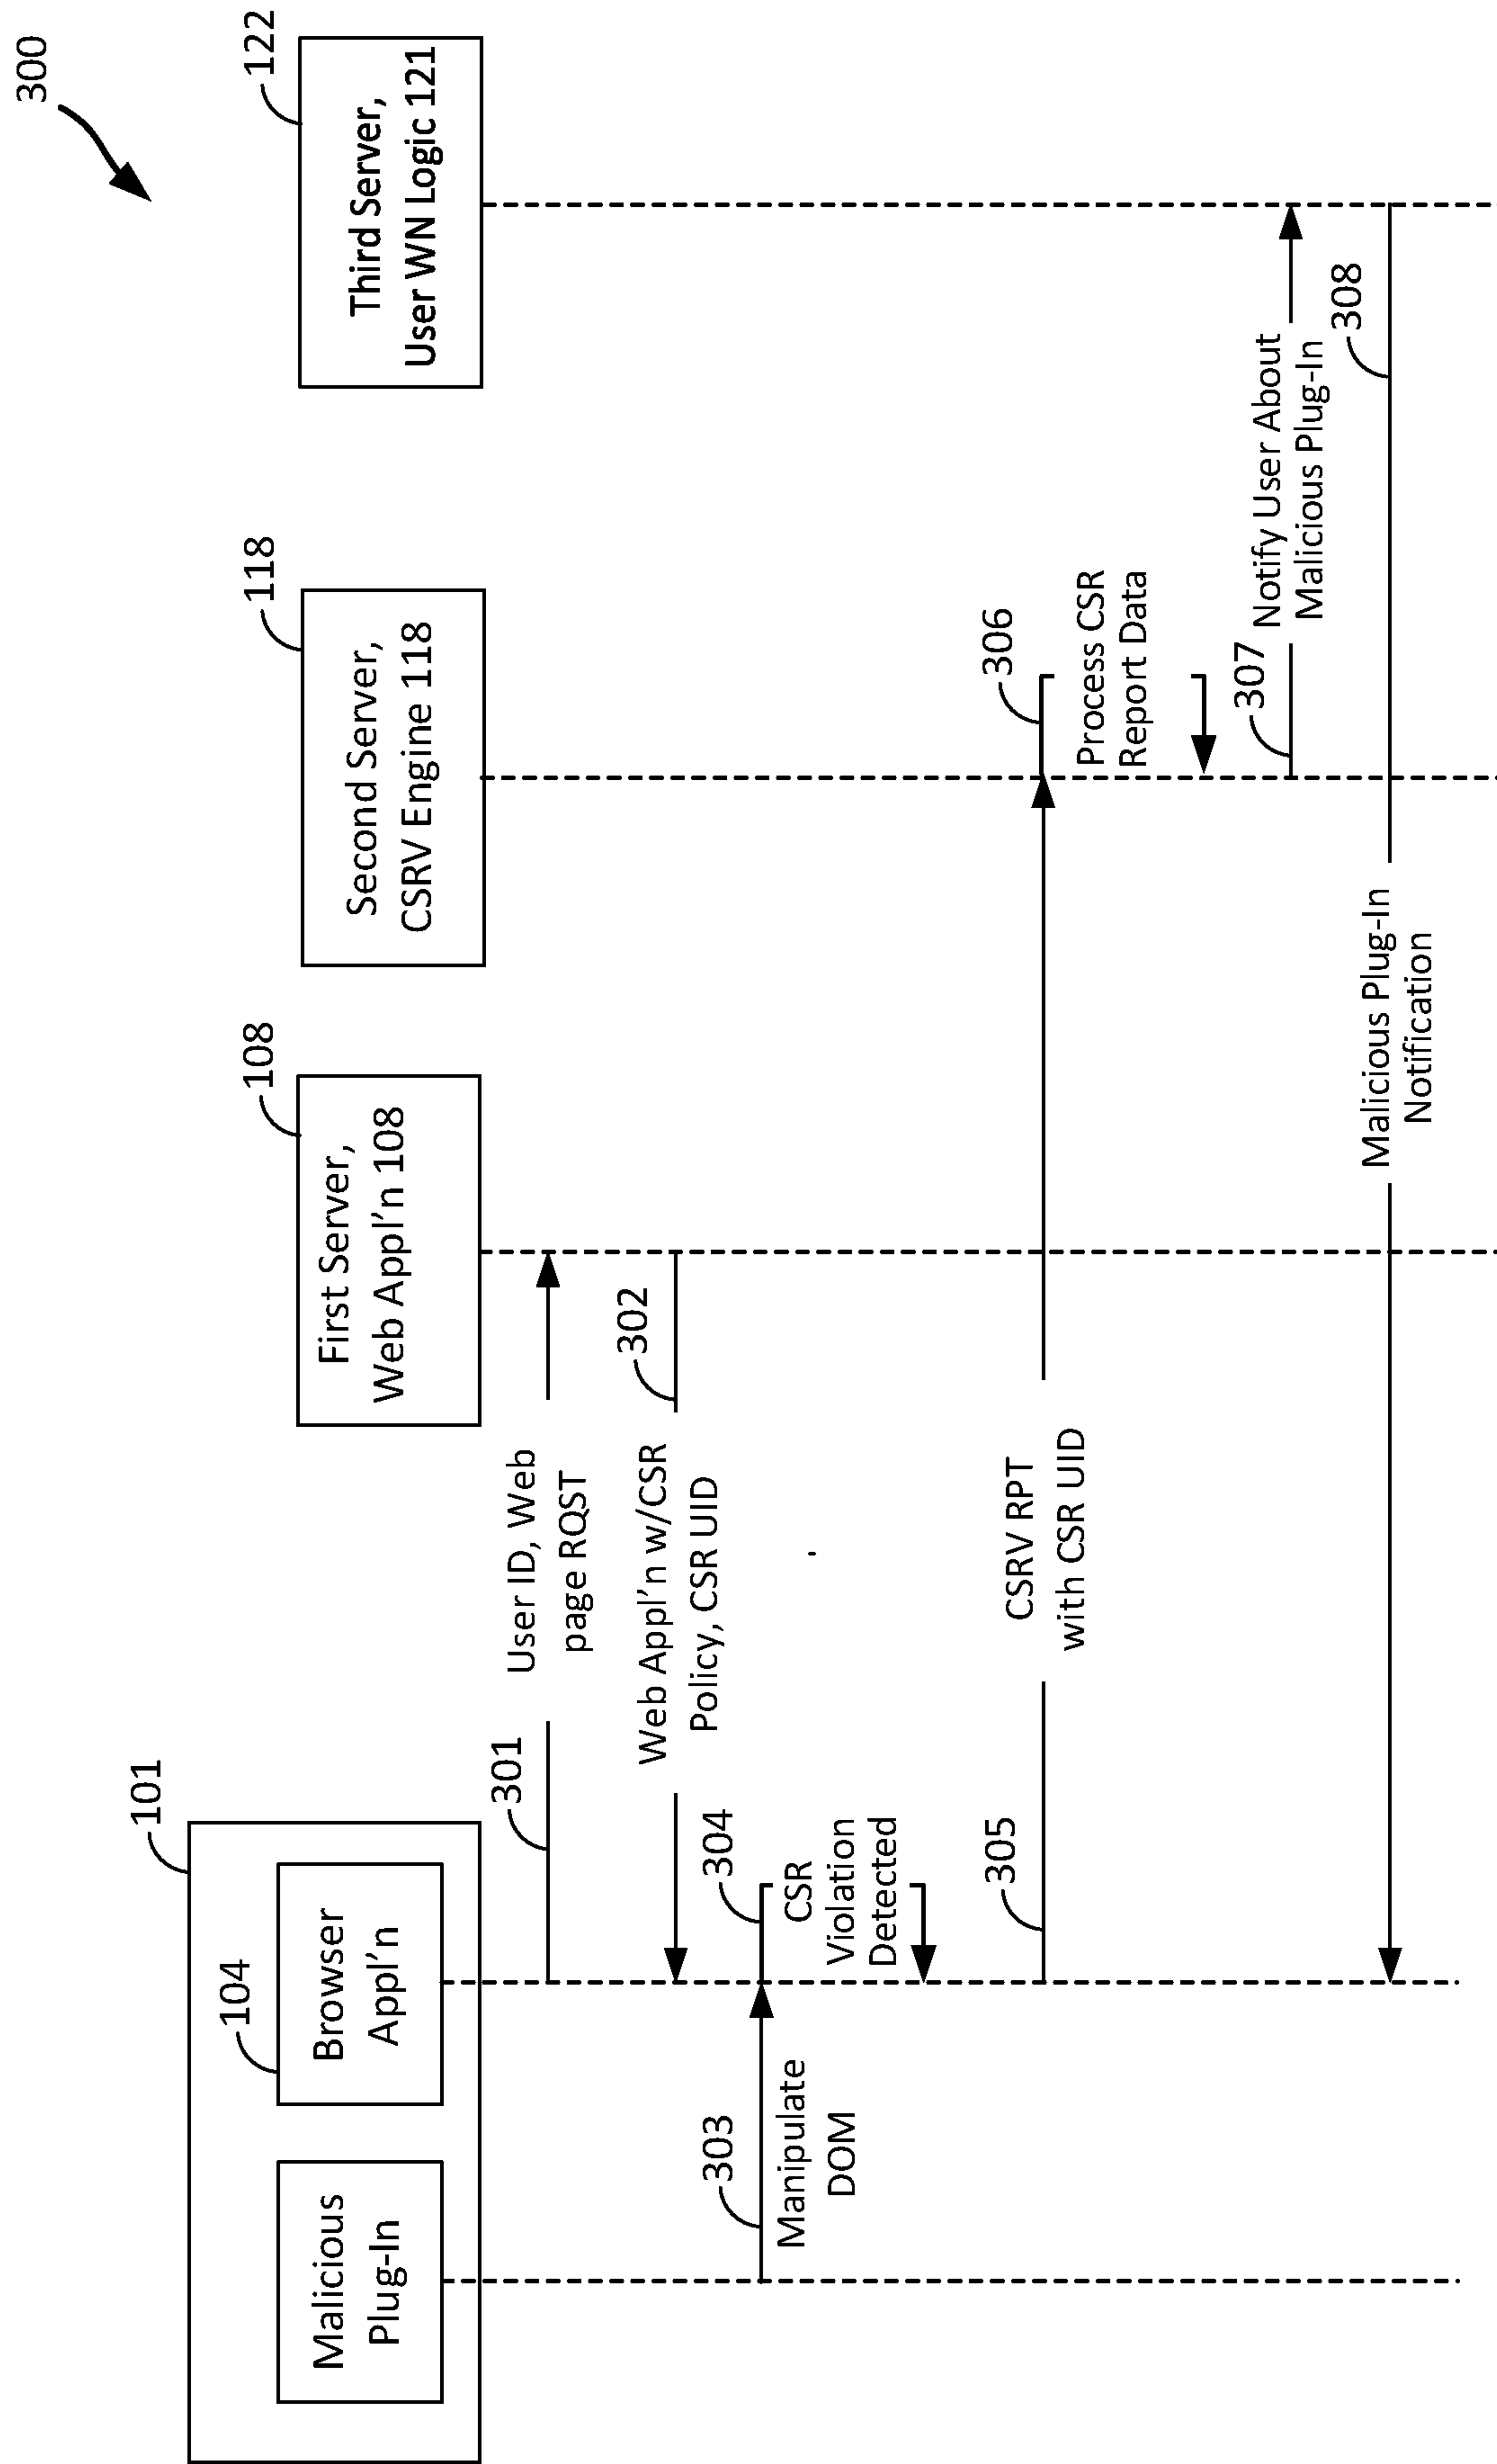 300
101
104
108
118
122
Malicious
Plug-In
Browser
Appl'n
First Server,
Web Appl'n 108
Second Server,
CSRV Engine 118
Third Server,
User WN Logic 121
301
User ID, Web
page RQST
302
Web Appl'n w/CSR
Policy, CSR UID
303
Manipulate
DOM
304
CSR
Violation
Detected
305
CSRV RPT
with CSR UID
306
Process CSR
Report Data
307
Notify User About
Malicious Plug-In
308
Malicious Plug-In
Notification